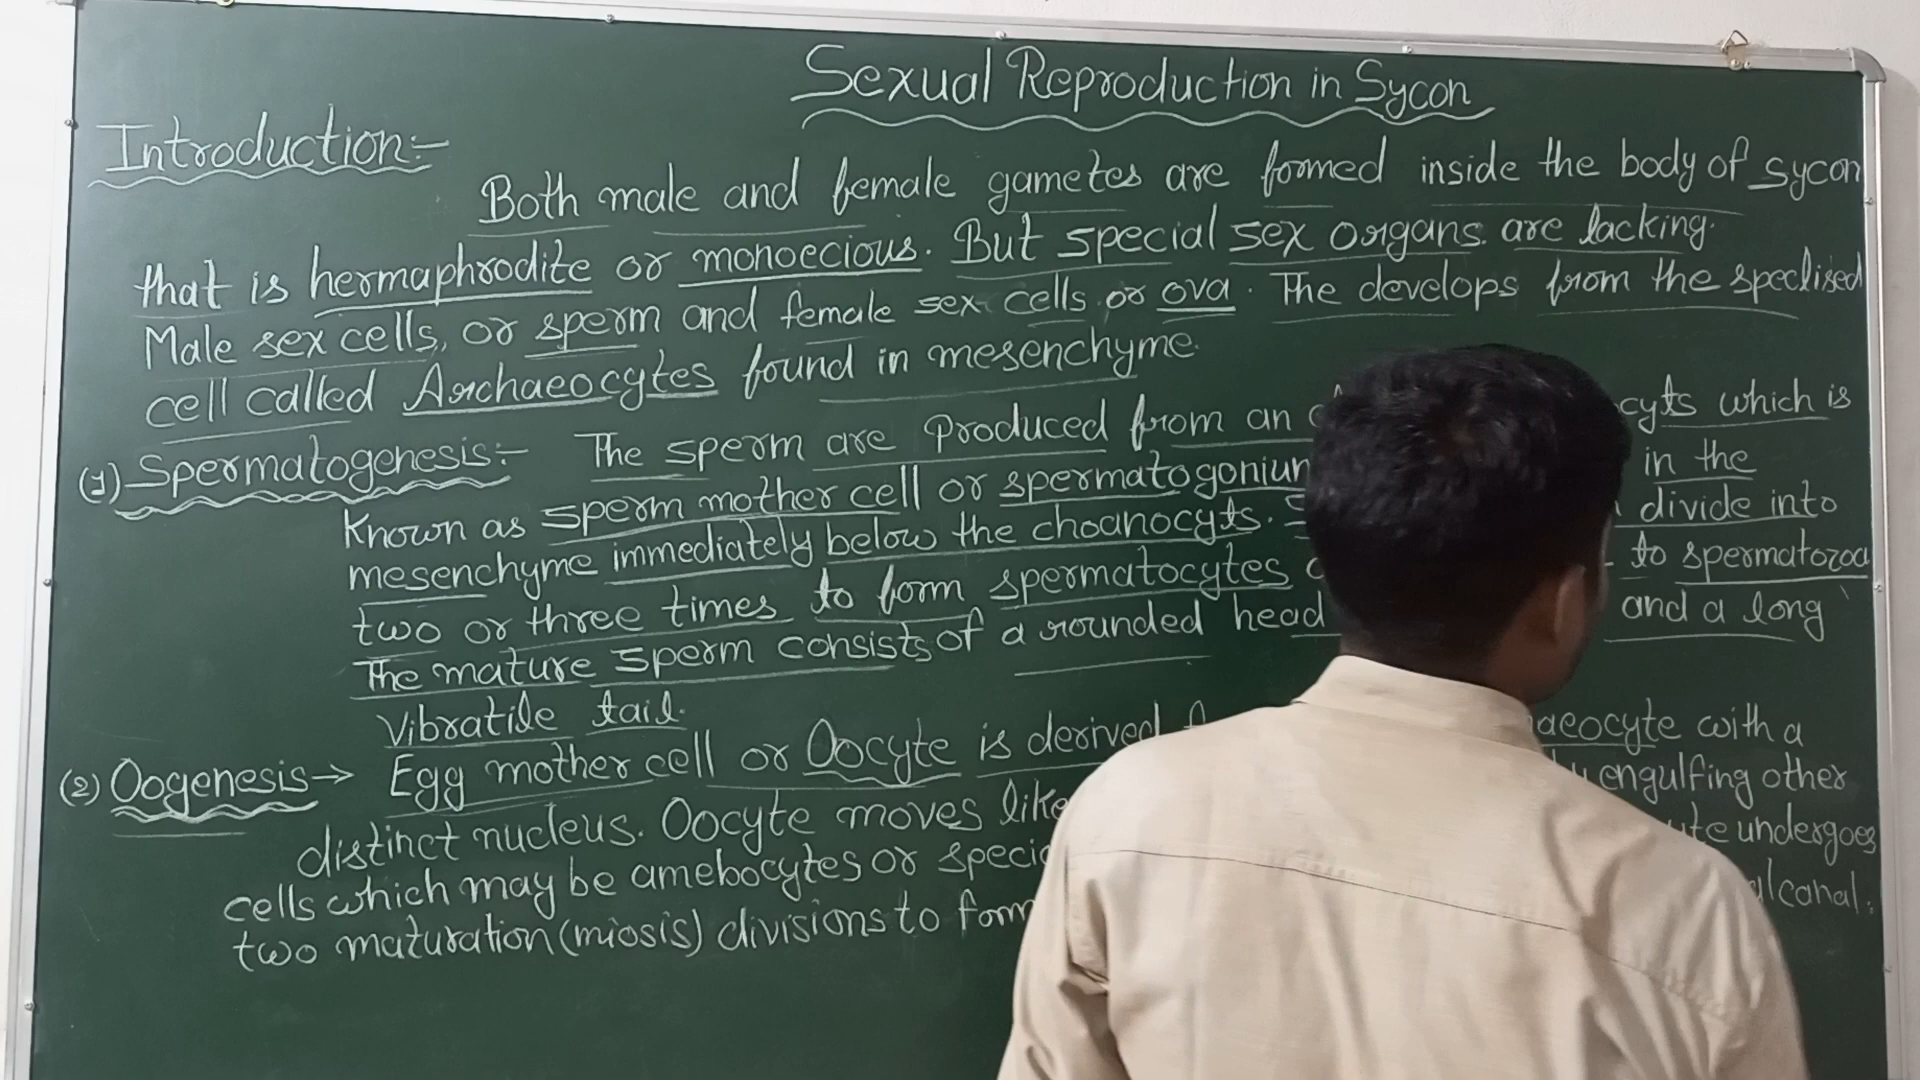 Sexual Reproduction in Sycon
Introduction:-
Both male and female gametes are formed inside the body of sycon
that is hermaphrodite or monoecious. But special sex organs are lacking.
Male sex cells, or sperm and female sex cells or ova. The develops from the speclised
cell called Archaeocytes found in mesenchyme.
(1) Spermatogenesis:- The sperm are produced from an cyts which is
Known as sperm mother cell or spermatogonium in the
mesenchyme immediately below the choanocyts. divide into
two or three times to form spermatocytes to spermatozoa
The mature sperm consists of a rounded head and a long
Vibratile tail.
(2) Oogenesis→ Egg mother cell or Oocyte is derived aeocyte with a
distinct nucleus. Oocyte moves like engulfing other
cells which may be amebocytes or undergoes
two maturation (miosis) divisions to form canal.